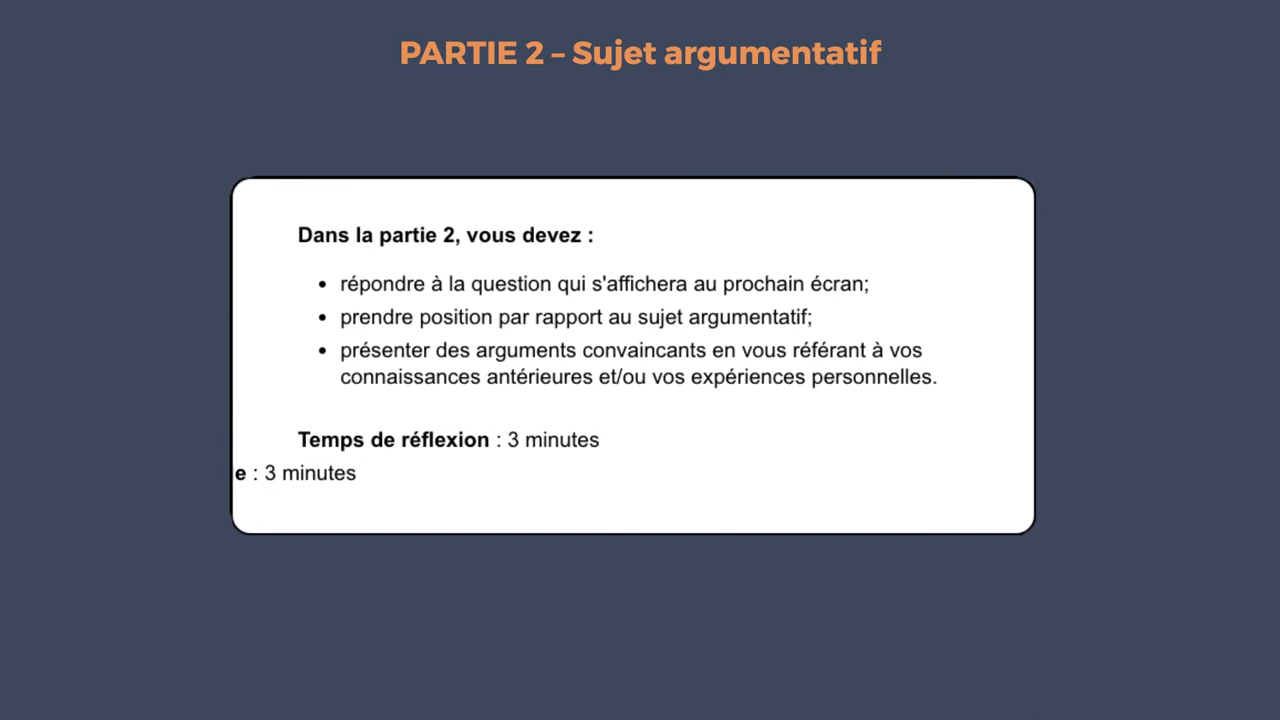 PARTIE 2 – Sujet argumentatif
Dans la partie 2, vous devez :
• répondre à la question qui s'affichera au prochain écran;
• prendre position par rapport au sujet argumentatif;
• présenter des arguments convaincants en vous référant à vos
connaissances antérieures et/ou vos expériences personnelles.
Temps de réflexion : 3 minutes
e : 3 minutes